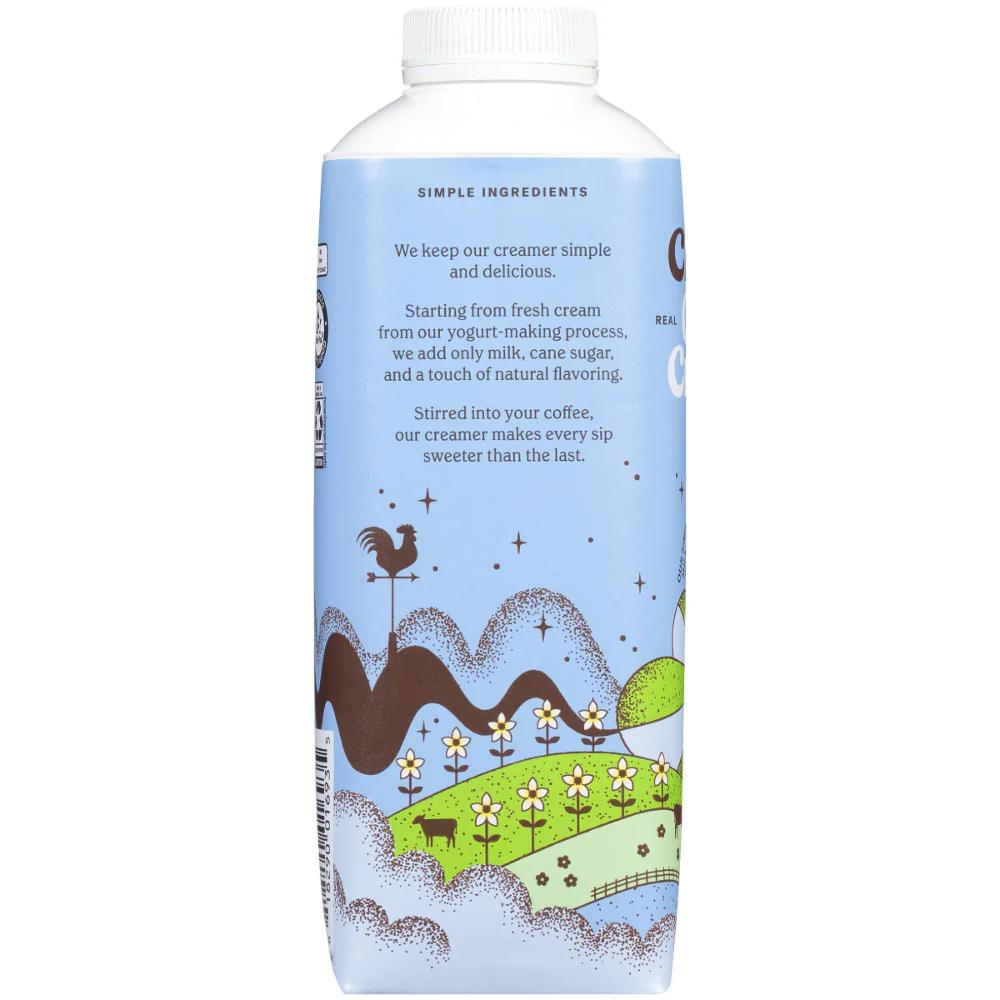 SIMPLE INGREDIENTS
We keep our creamer simple
and delicious.
Starting from fresh cream
from our yogurt-making process,
we add only milk, cane sugar,
and a touch of natural flavoring.
Stirred into your coffee,
our creamer makes every sip
sweeter than the last.
REAL